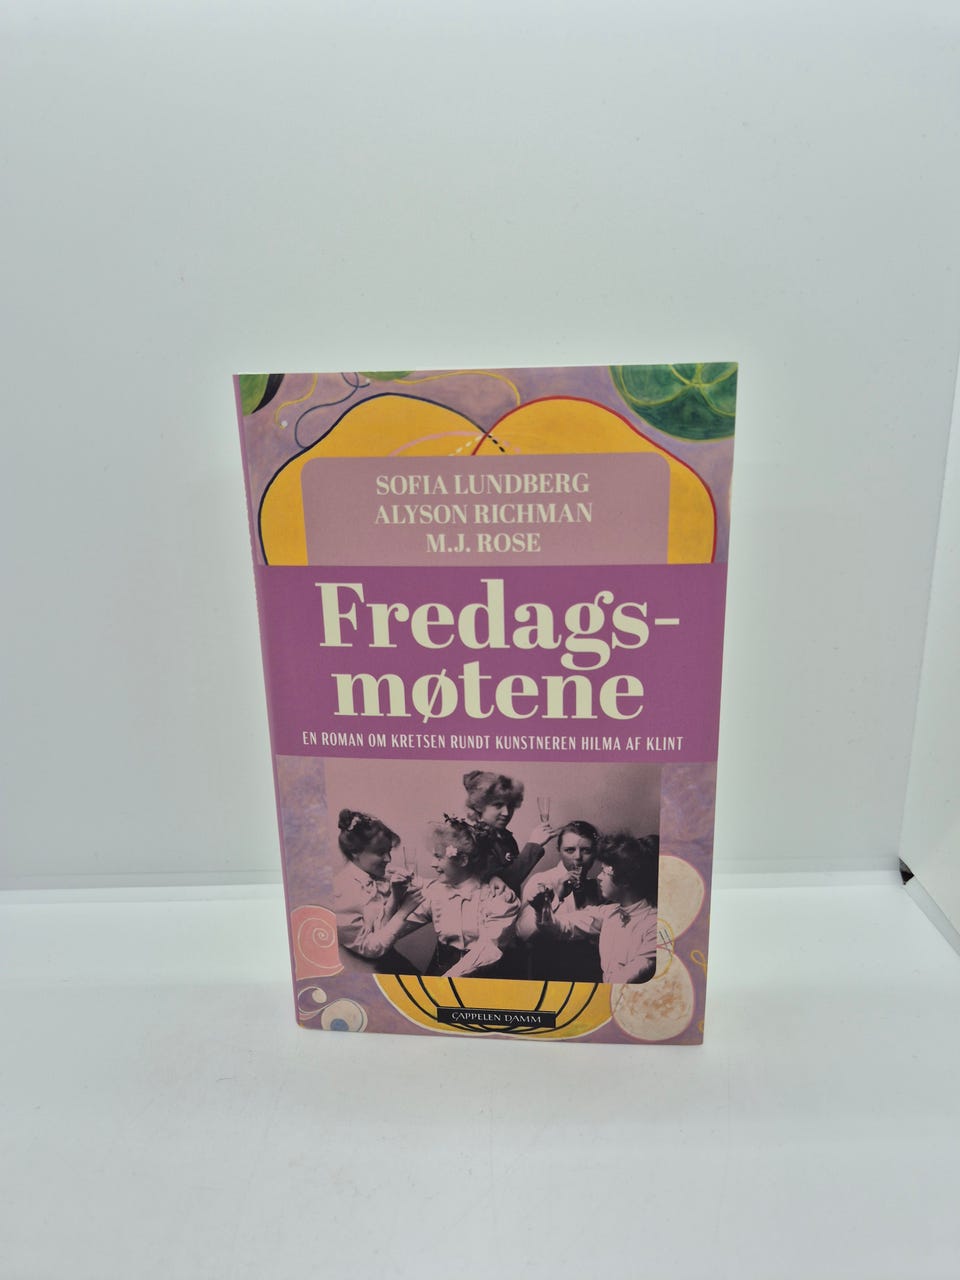 SOFIA LUNDBERG
ALYSON RICHMAN
M.J. ROSE
Fredags-
møtene
EN ROMAN OM KRETSEN RUNDT KUNSTNEREN HILMA AF KLINT
CAPPELEN DAMM